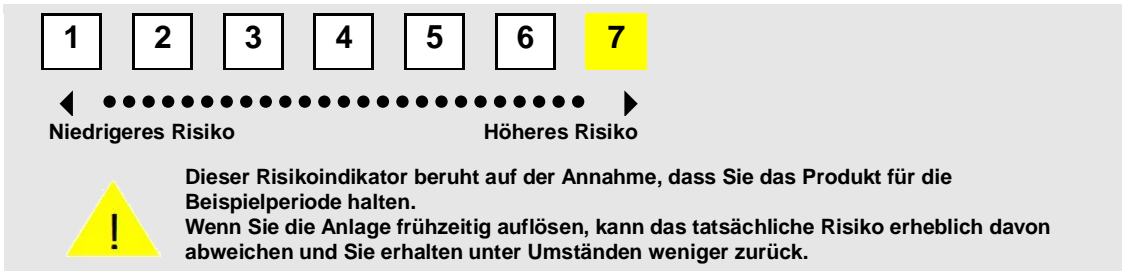 1 2 3 4 5 6 7
Niedrigeres Risiko Höheres Risiko
Dieser Risikoindikator beruht auf der Annahme, dass Sie das Produkt für die
Beispielperiode halten.
Wenn Sie die Anlage frühzeitig auflösen, kann das tatsächliche Risiko erheblich davon
abweichen und Sie erhalten unter Umständen weniger zurück.
!